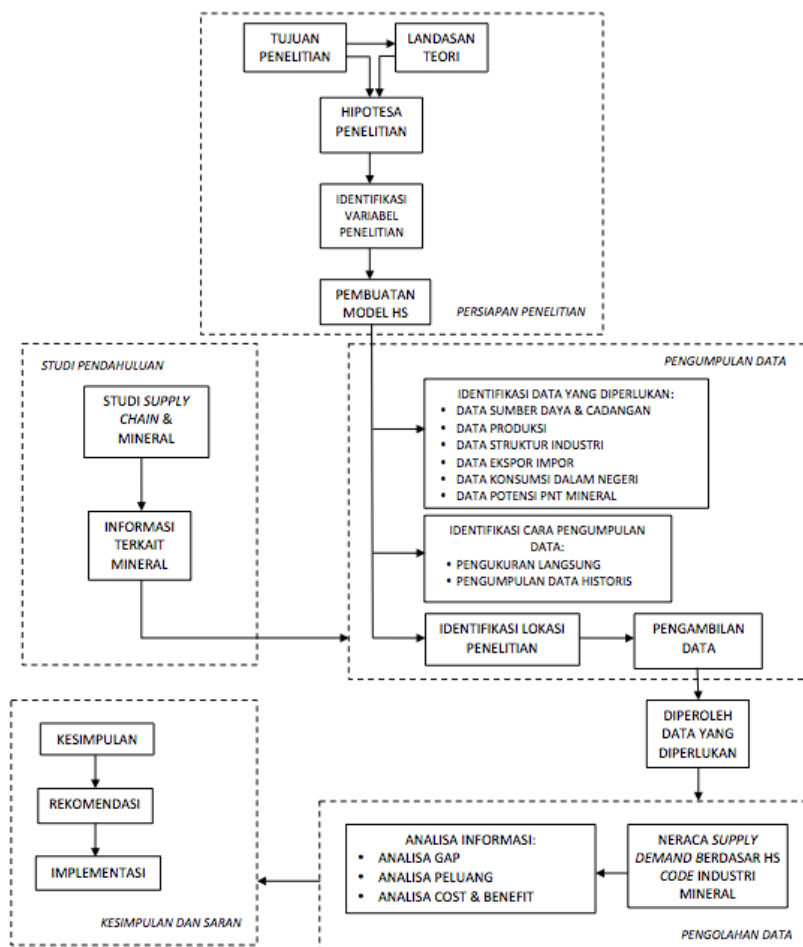 TUJUAN
PENELITIAN
LANDASAN
TEORI
HIPOTESA
PENELITIAN
IDENTIFIKASI
VARIABEL
PENELITIAN
PEMBUATAN
MODEL HS
PERSIAPAN PENELITIAN
STUDI PENDAHULUAN
STUDI SUPPLY
CHAIN &
MINERAL
INFORMASI
TERKAIT
MINERAL
PENGUMPULAN DATA
IDENTIFIKASI DATA YANG DIPERLUKAN:
• DATA SUMBER DAYA & CADANGAN
• DATA PRODUKSI
• DATA STRUKTUR INDUSTRI
• DATA EKSPOR IMPOR
• DATA KONSUMSI DALAM NEGERI
• DATA POTENSI PNT MINERAL
IDENTIFIKASI CARA PENGUMPULAN
DATA:
• PENGUKURAN LANGSUNG
• PENGUMPULAN DATA HISTORIS
IDENTIFIKASI LOKASI
PENELITIAN
PENGAMBILAN
DATA
DIPEROLEH
DATA YANG
DIPERLUKAN
NERACA SUPPLY
DEMAND BERDASAR HS
CODE INDUSTRI
MINERAL
ANALISA INFORMASI:
• ANALISA GAP
• ANALISA PELUANG
• ANALISA COST & BENEFIT
PENGOLAHAN DATA
KESIMPULAN
REKOMENDASI
IMPLEMENTASI
KESIMPULAN DAN SARAN